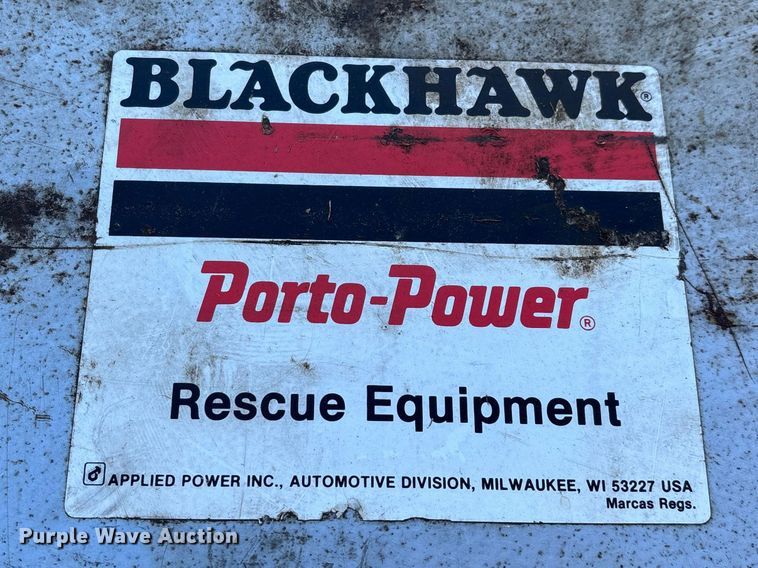 BLACKHAWK®
Porto-Power®
Rescue Equipment
APPLIED POWER INC., AUTOMOTIVE DIVISION, MILWAUKEE, WI 53227 USA
Marcas Regs.
Purple Wave Auction